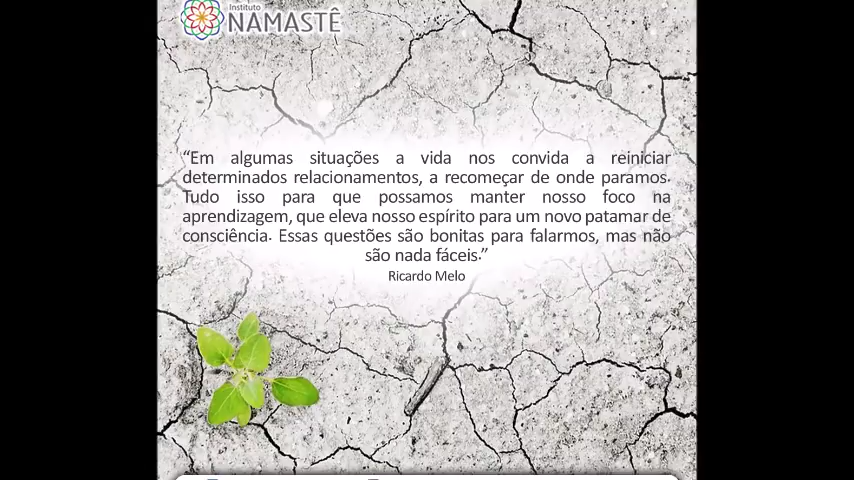 Instituto
NAMASTÊ
“Em algumas situações a vida nos convida a reiniciar
determinados relacionamentos, a recomeçar de onde paramos.
Tudo isso para que possamos manter nosso foco na
aprendizagem, que eleva nosso espírito para um novo patamar de
consciência. Essas questões são bonitas para falarmos, mas não
são nada fáceis.”
Ricardo Melo